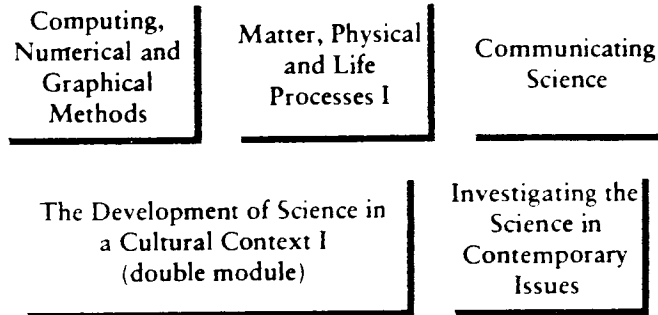 Computing,
Numerical and
Graphical
Methods
Matter, Physical
and Life
Processes I
Communicating
Science
The Development of Science in
a Cultural Context I
(double module)
Investigating the
Science in
Contemporary
Issues